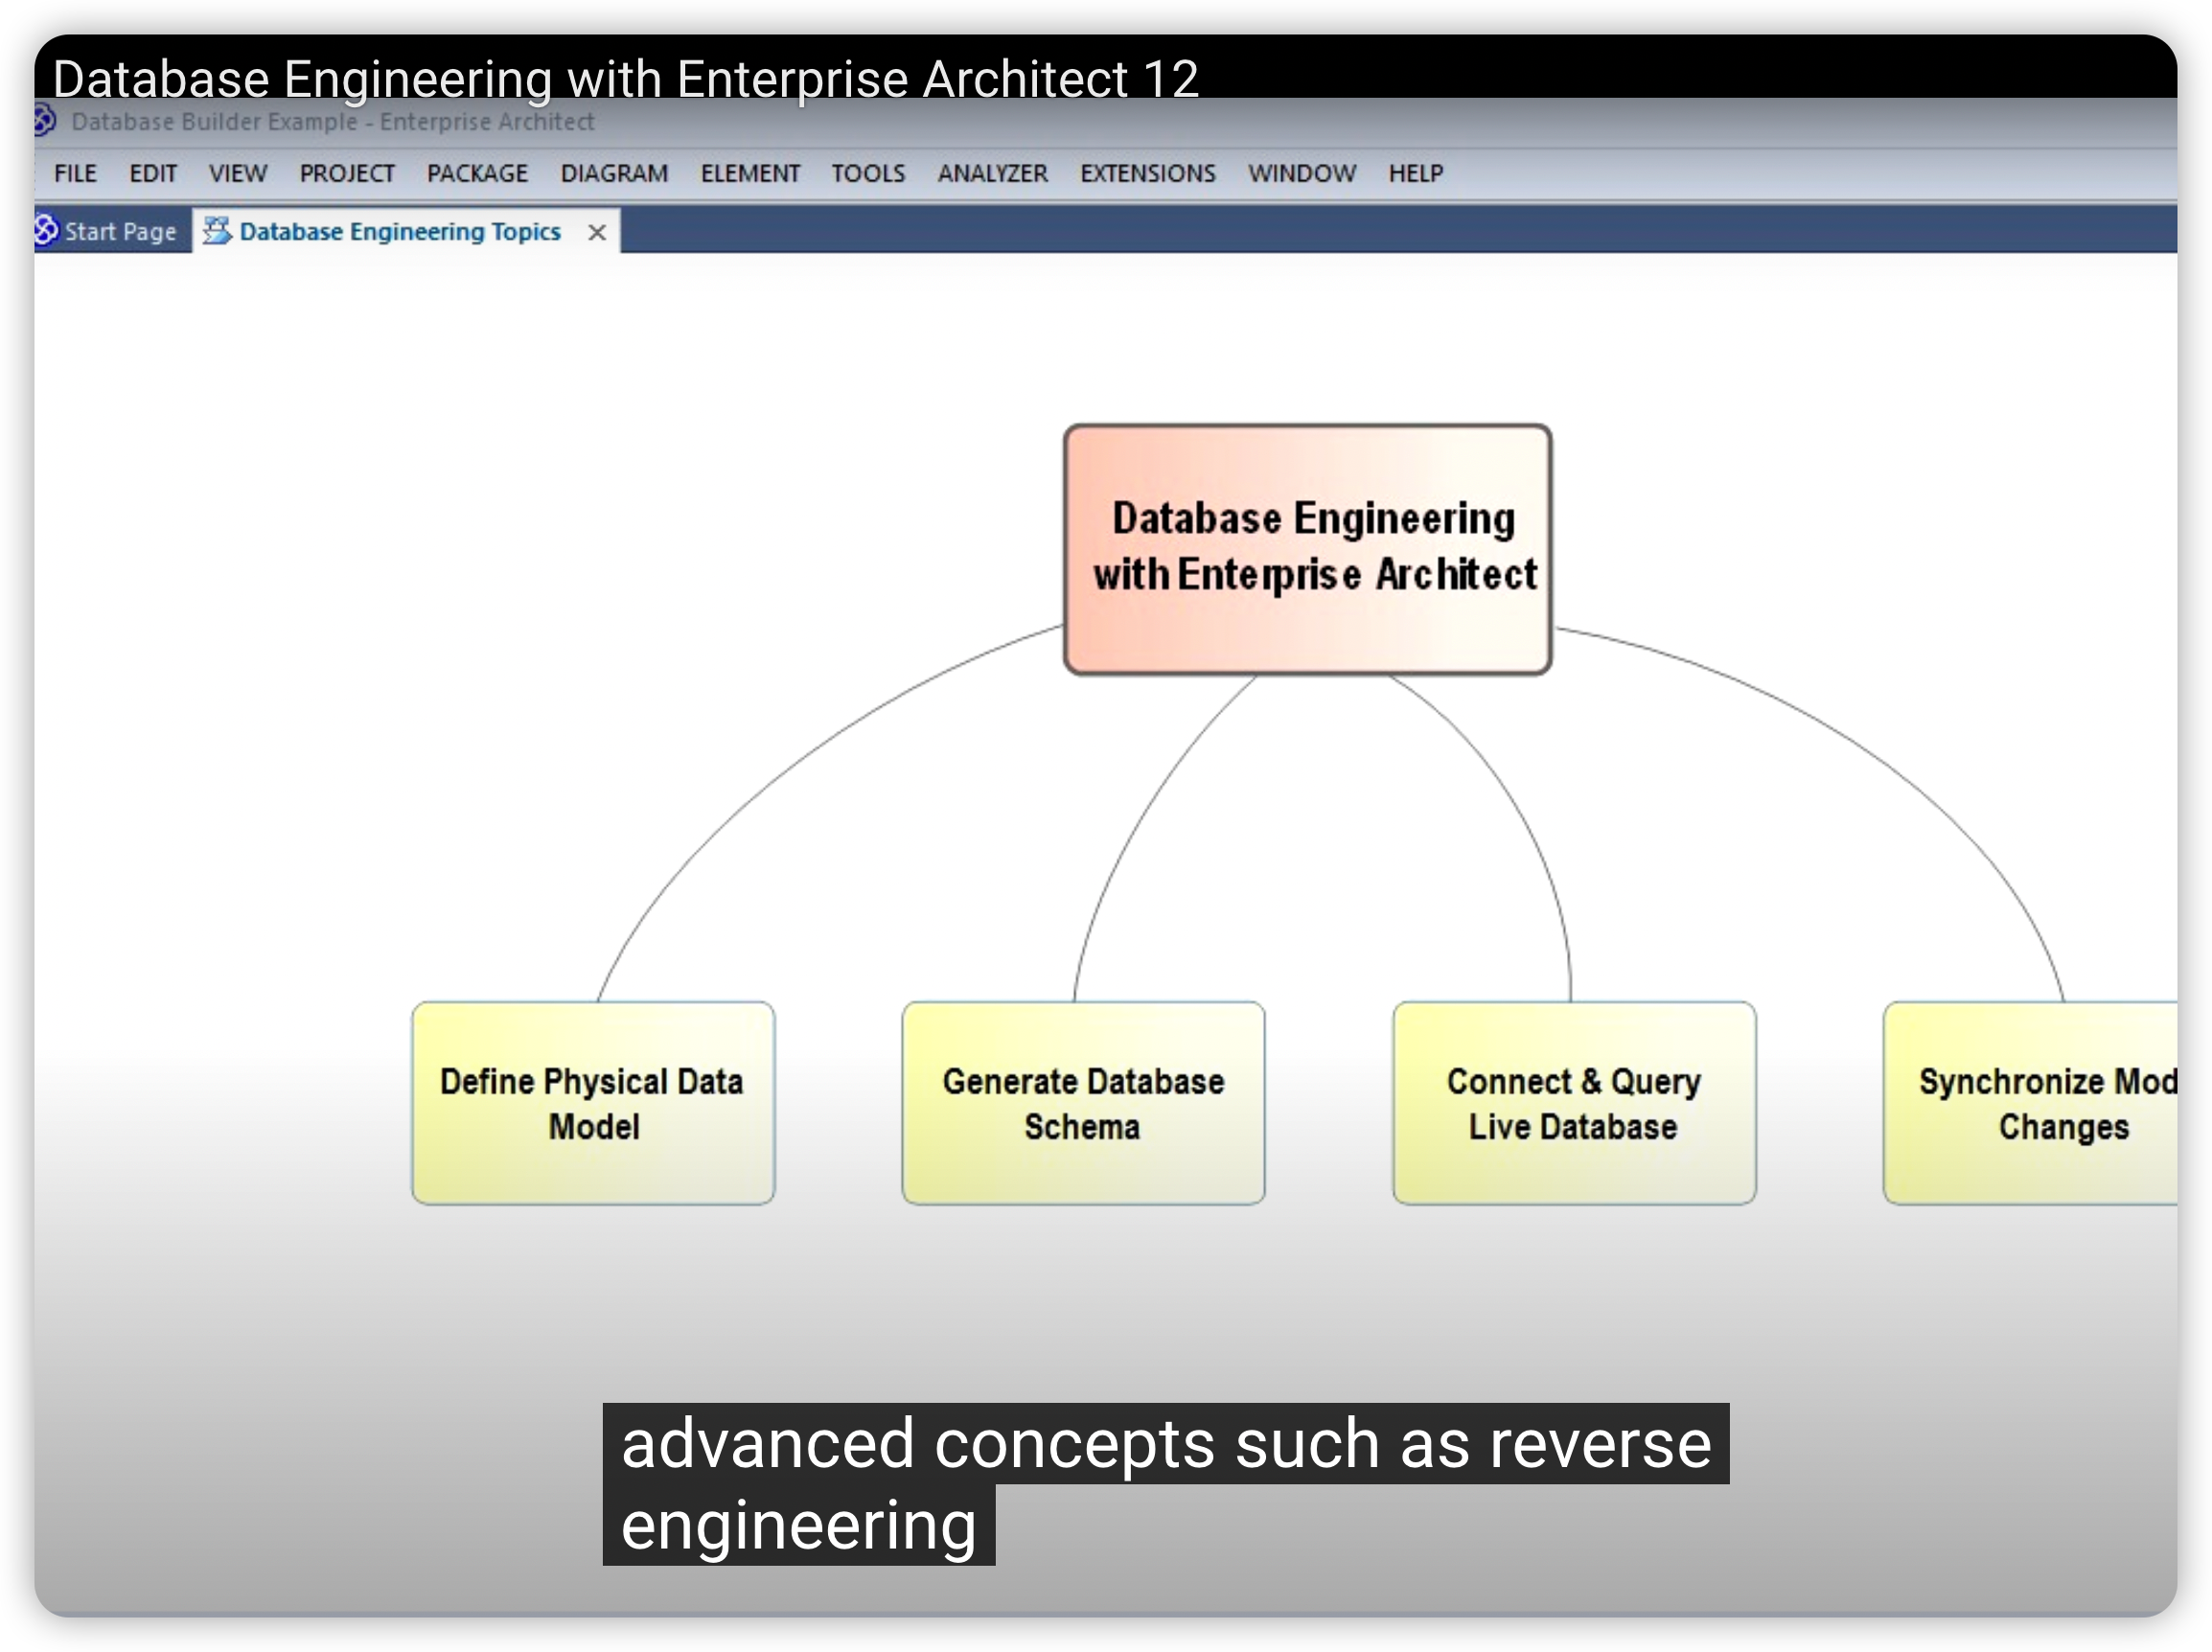 Database Engineering with Enterprise Architect 12
Database Builder Example - Enterprise Architect
FILE EDIT VIEW PROJECT PACKAGE DIAGRAM ELEMENT TOOLS ANALYZER EXTENSIONS WINDOW HELP
Start Page Database Engineering Topics
Database Engineering
with Enterprise Architect
Define Physical Data
Model
Generate Database
Schema
Connect & Query
Live Database
Synchronize
Changes
advanced concepts such as reverse
engineering